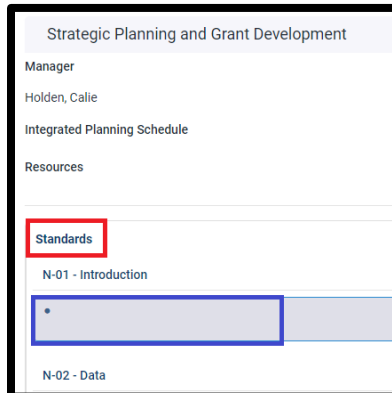 Strategic Planning and Grant Development
Manager
Holden, Calie
Integrated Planning Schedule
Resources
Standards
N-01 - Introduction
•
N-02 - Data